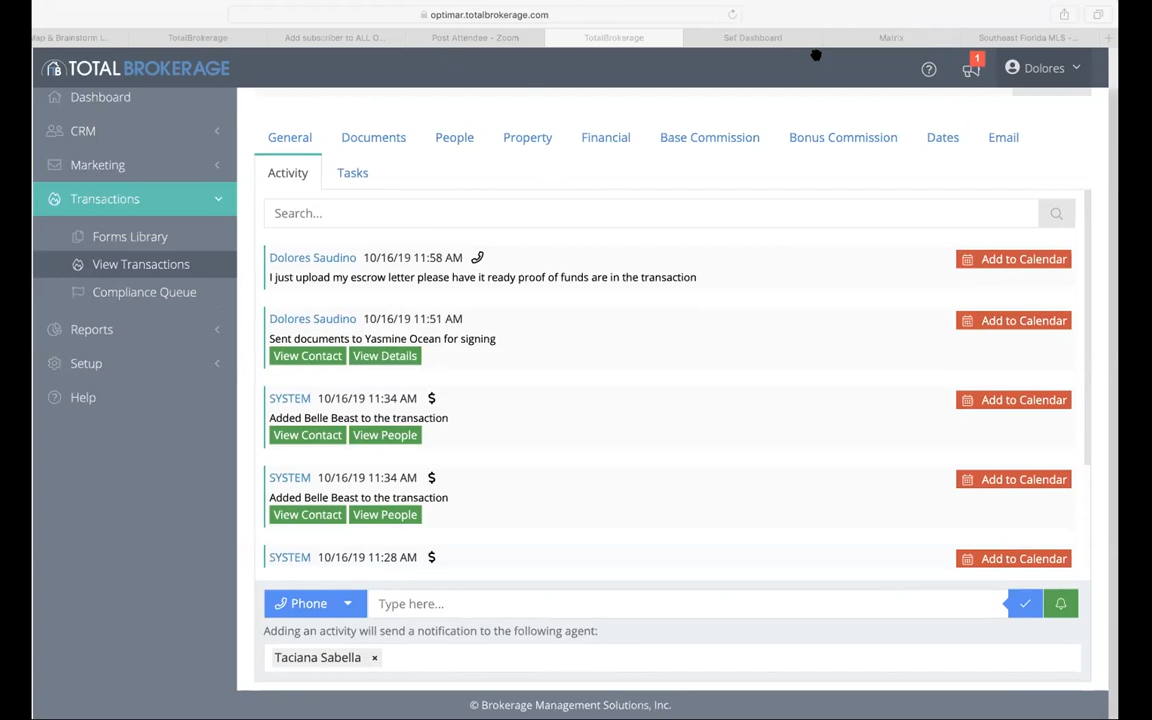 optimar.totalbrokerage.com
Map & Brainstorm I...
TotalBrokerage
Add subscriber to ALL O...
Post Attendee - Zoom
TotalBrokerage
Sef Dashboard
Matrix
Southeast Florida MLS - ...
TOTAL BROKERAGE
1
Dolores
Dashboard
CRM
Marketing
Transactions
Forms Library
View Transactions
Compliance Queue
Reports
Setup
Help
General
Documents
People
Property
Financial
Base Commission
Bonus Commission
Dates
Email
Activity
Tasks
Search...
Dolores Saudino 10/16/19 11:58 AM
Add to Calendar
I just upload my escrow letter please have it ready proof of funds are in the transaction
Dolores Saudino 10/16/19 11:51 AM
Add to Calendar
Sent documents to Yasmine Ocean for signing
View Contact View Details
SYSTEM 10/16/19 11:34 AM $
Add to Calendar
Added Belle Beast to the transaction
View Contact View People
SYSTEM 10/16/19 11:34 AM $
Add to Calendar
Added Belle Beast to the transaction
View Contact View People
SYSTEM 10/16/19 11:28 AM $
Add to Calendar
Phone
Type here...
Adding an activity will send a notification to the following agent:
Taciana Sabella ×
© Brokerage Management Solutions, Inc.